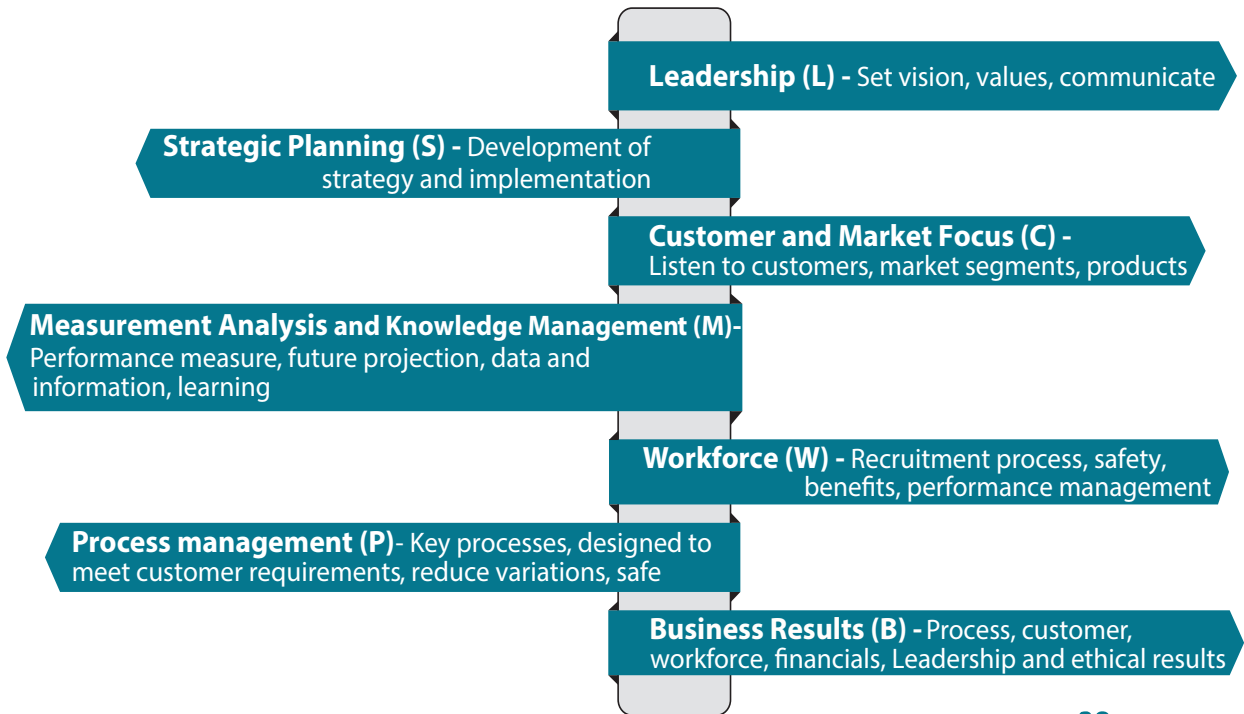 Leadership (L) - Set vision, values, communicate
Strategic Planning (S) - Development of
strategy and implementation
Customer and Market Focus (C) -
Listen to customers, market segments, products
Measurement Analysis and Knowledge Management (M)-
Performance measure, future projection, data and
information, learning
Workforce (W) - Recruitment process, safety,
benefits, performance management
Process management (P)- Key processes, designed to
meet customer requirements, reduce variations, safe
Business Results (B) - Process, customer,
workforce, financials, Leadership and ethical results